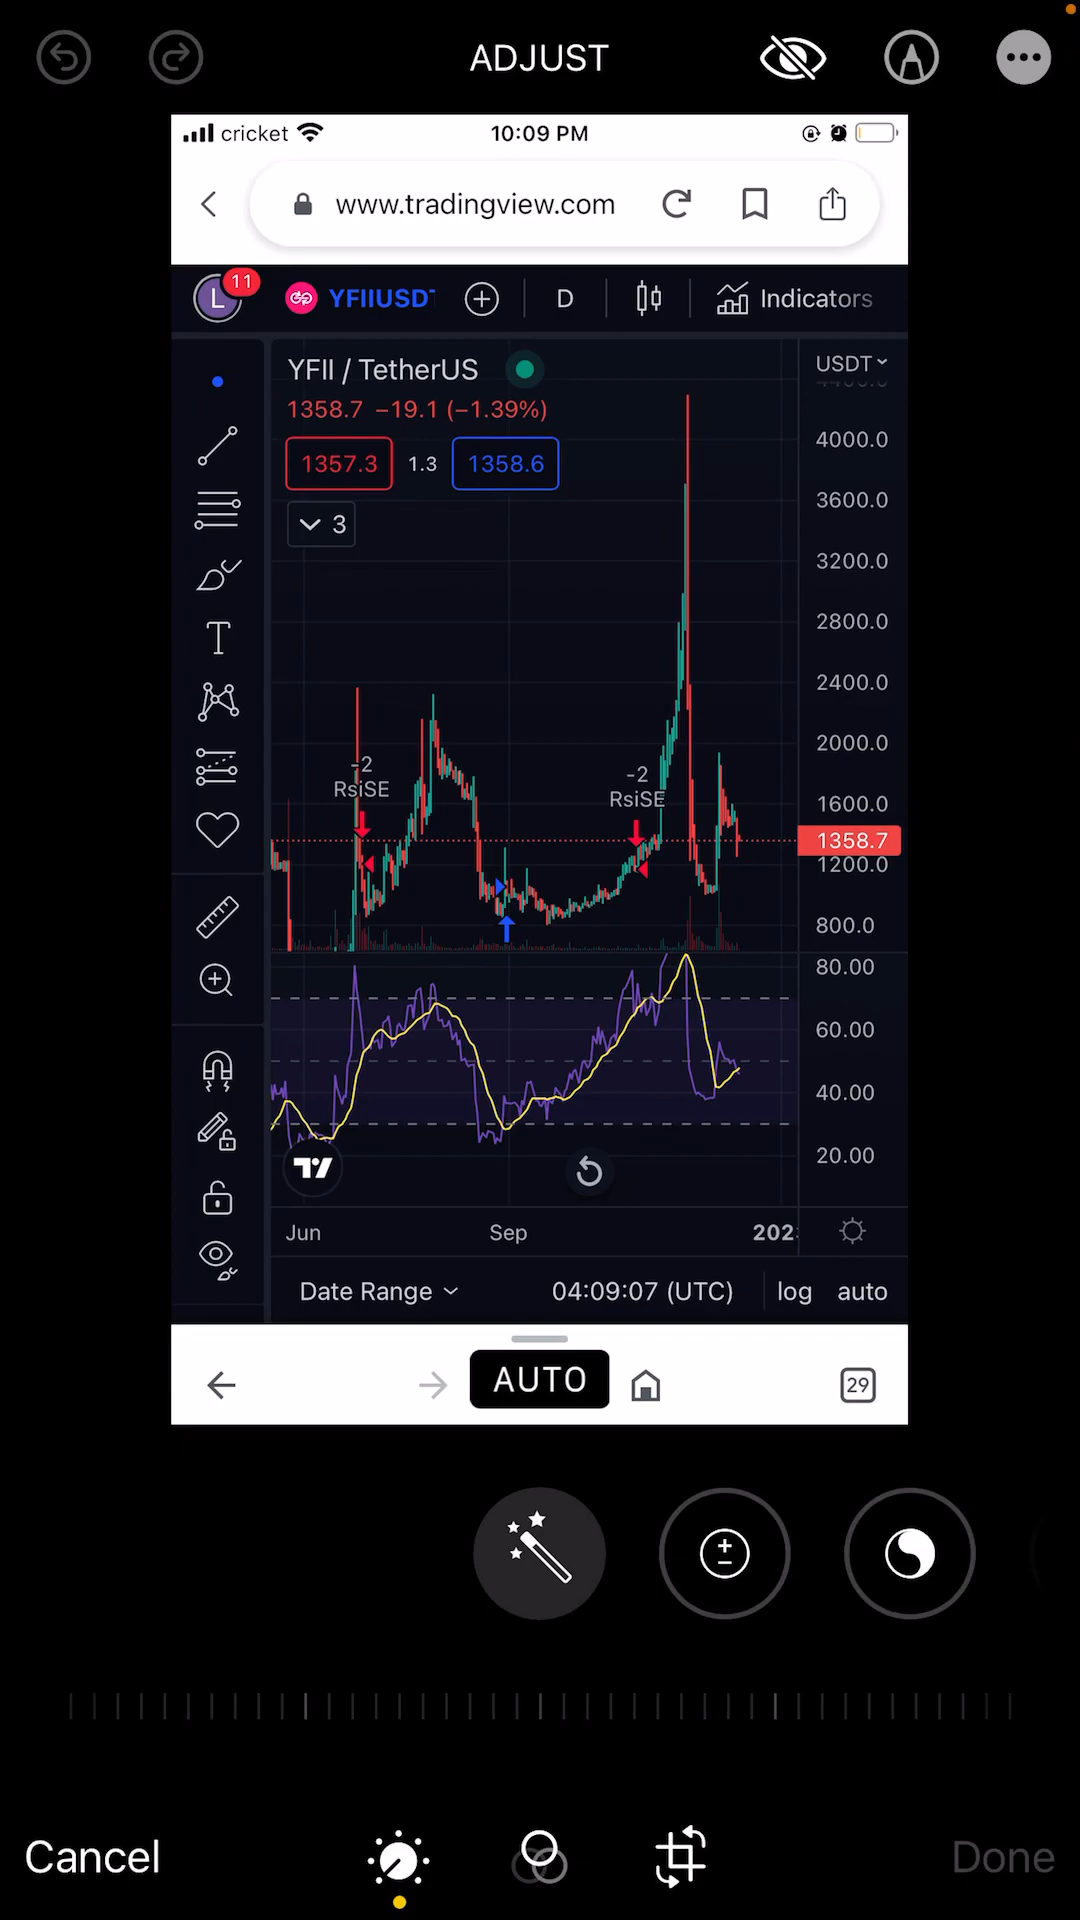 ADJUST
cricket 10:09 PM
www.tradingview.com
L 11 YFIIUSDT D Indicators
YFII / TetherUS USDT
1358.7 −19.1 (−1.39%)
1357.3 1.3 1358.6
3
4000.0
3600.0
3200.0
2800.0
2400.0
2000.0
1600.0
1358.7
1200.0
800.0
-2
RsiSE
-2
RsiSE
80.00
60.00
40.00
20.00
Jun Sep 202
Date Range 04:09:07 (UTC) log auto
AUTO 29
Cancel Done